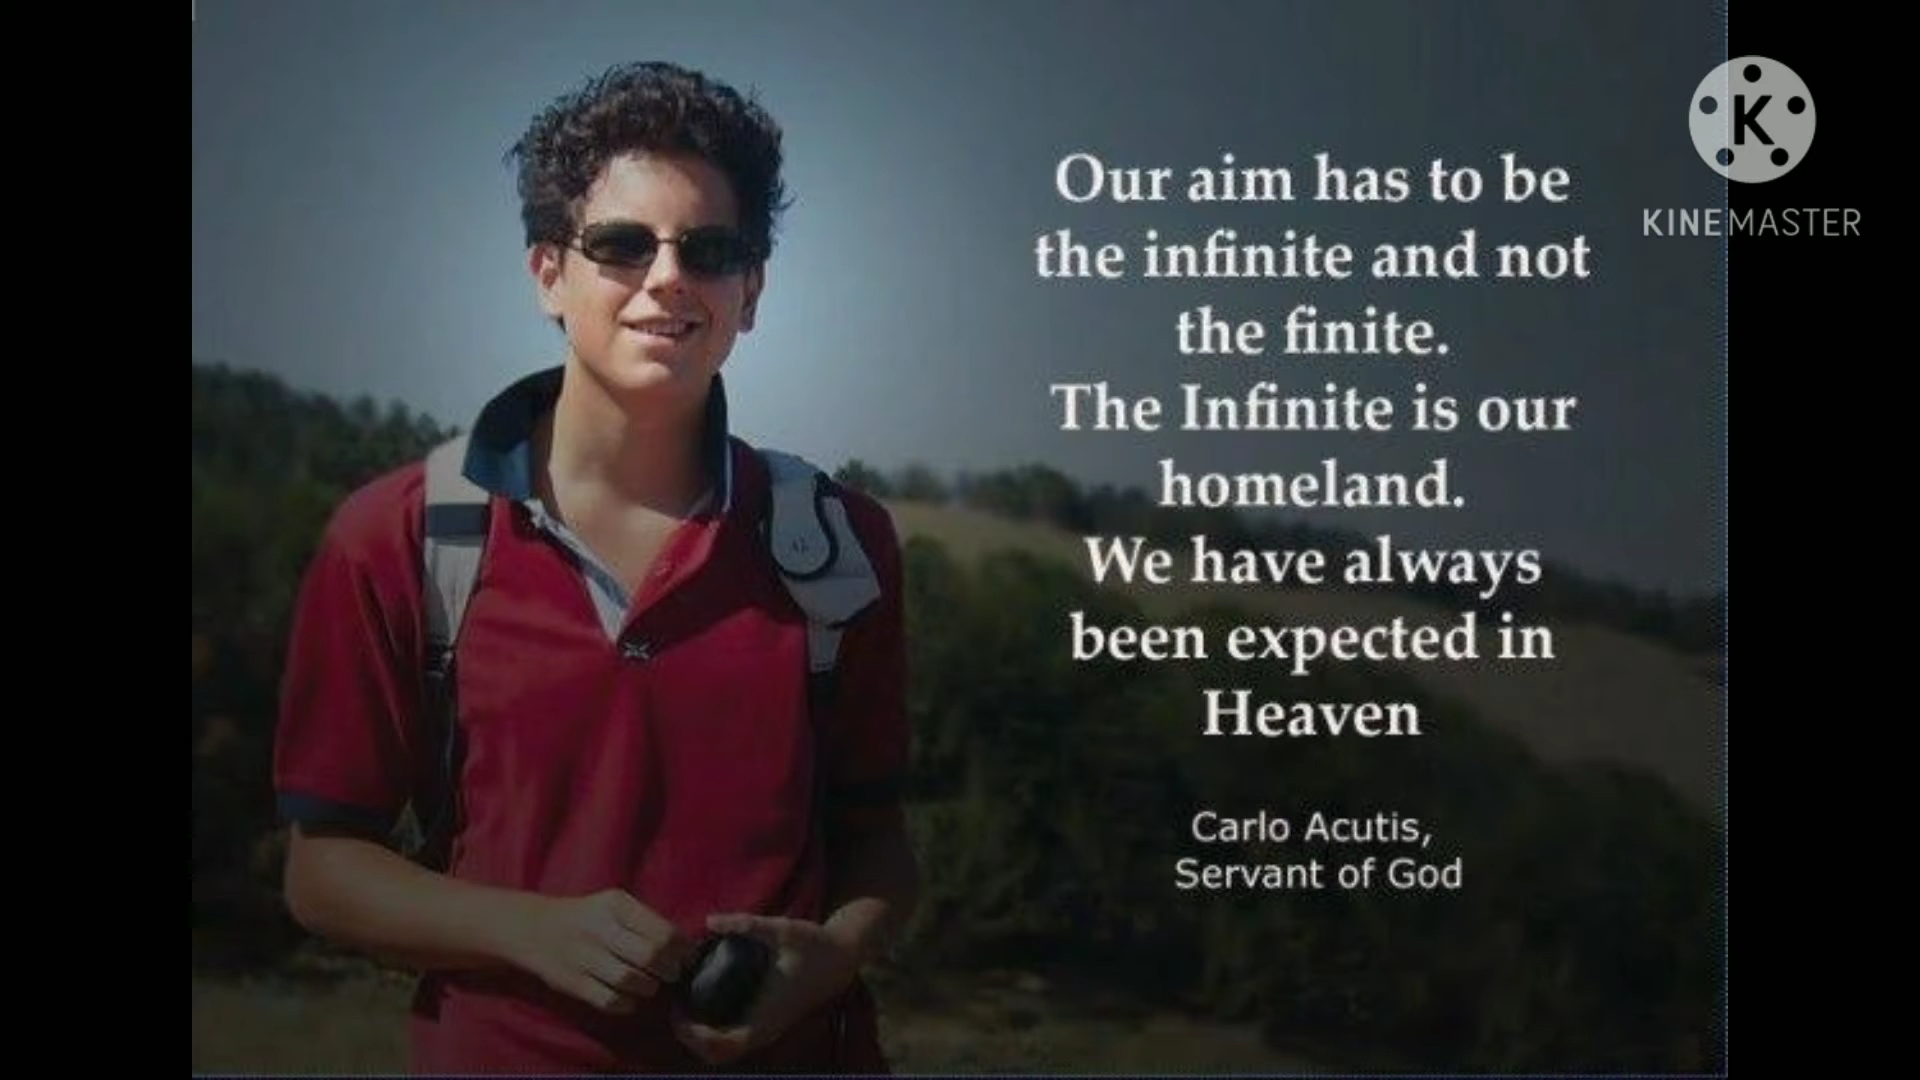 Our aim has to be
the infinite and not
the finite.
The Infinite is our
homeland.
We have always
been expected in
Heaven
Carlo Acutis,
Servant of God
K
KINEMASTER